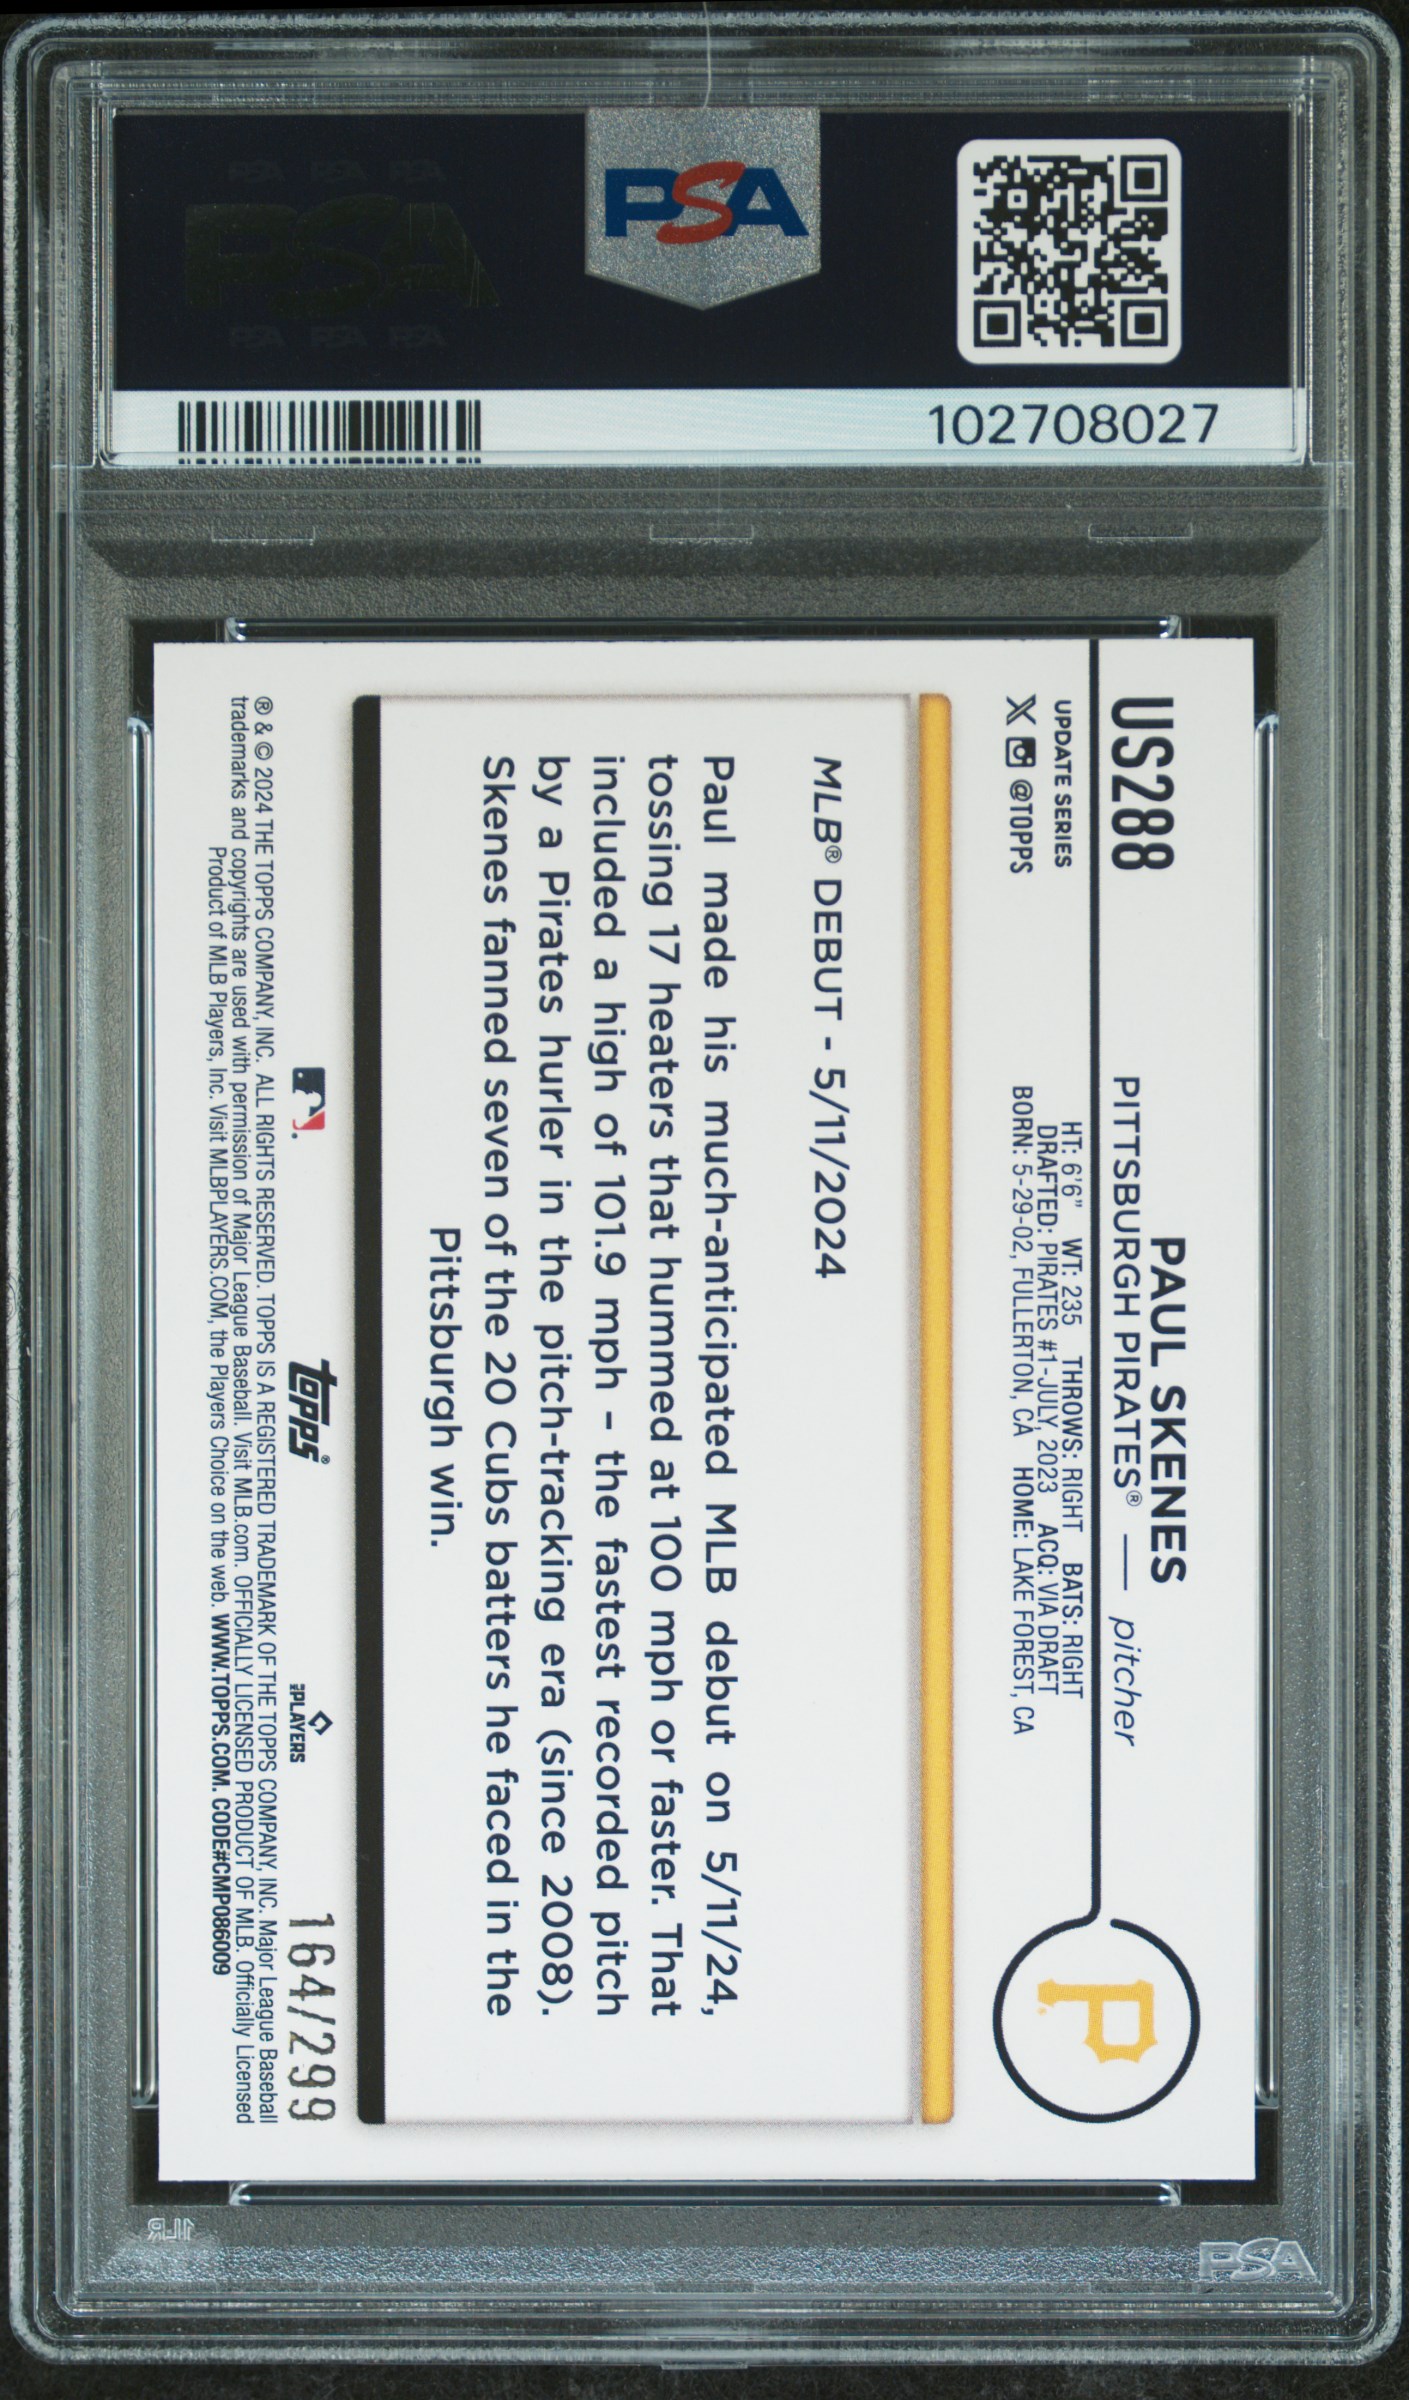 PSA
PSA PSA PSA
PSA
PSA PSA PSA
102708027
US288
PAUL SKENES
PITTSBURGH PIRATES® — pitcher
UPDATE SERIES
@TOPPS
HT: 6'6" WT: 235 THROWS: RIGHT BATS: RIGHT
DRAFTED: PIRATES #1-JULY, 2023 ACQ: VIA DRAFT
BORN: 5-29-02, FULLERTON, CA HOME: LAKE FOREST, CA
P
MLB® DEBUT - 5/11/2024
Paul made his much-anticipated MLB debut on 5/11/24,
tossing 17 heaters that hummed at 100 mph or faster. That
included a high of 101.9 mph - the fastest recorded pitch
by a Pirates hurler in the pitch-tracking era (since 2008).
Skenes fanned seven of the 20 Cubs batters he faced in the
Pittsburgh win.
topps®
PLAYERS
164/299
® & © 2024 THE TOPPS COMPANY, INC. ALL RIGHTS RESERVED. TOPPS IS A REGISTERED TRADEMARK OF THE TOPPS COMPANY, INC. Major League Baseball
trademarks and copyrights are used with permission of Major League Baseball. Visit MLB.com. OFFICIALLY LICENSED PRODUCT OF MLB. Officially Licensed
Product of MLB Players, Inc. Visit MLBPLAYERS.COM, the Players Choice on the web. WWW.TOPPS.COM. CODE#CMP086009
PSA